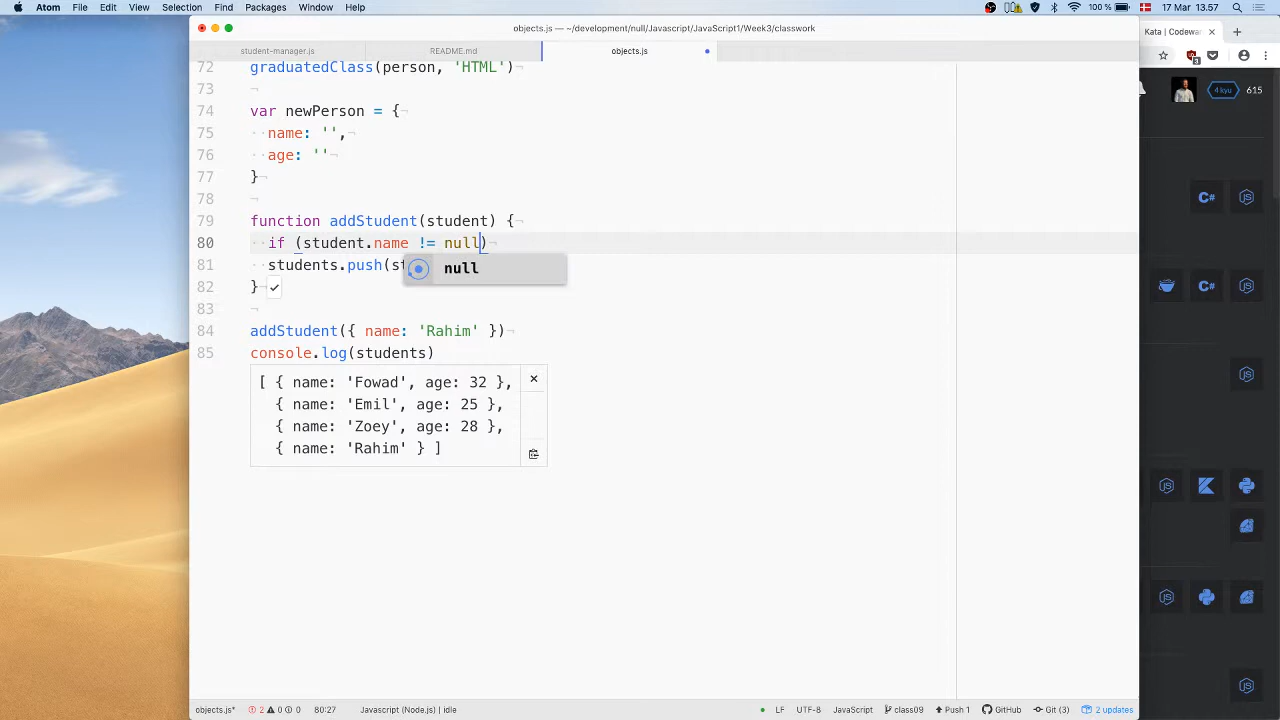 Atom File Edit View Selection Find Packages Window Help 100 % 17 Mar 13.57
objects.js — ~/development/null/Javascript/JavaScript1/Week3/classwork
Kata | Codewar
student-manager.js README.md objects.js
4 kyu 615
72 graduatedClass(person, 'HTML')
73
74 var newPerson = {
75 name: '',
76 age: ''
77 }
78
79 function addStudent(student) {
80 if (student.name != null)
81 students.push(st
null
82 }
83
84 addStudent({ name: 'Rahim' })
85 console.log(students)
[ { name: 'Fowad', age: 32 },
{ name: 'Emil', age: 25 },
{ name: 'Zoey', age: 28 },
{ name: 'Rahim' } ]
C#
C#
C#
objects.js* 2 0 0 80:27 JavaScript (Node.js) | idle LF UTF-8 JavaScript class09 Push 1 GitHub Git (3) 2 updates